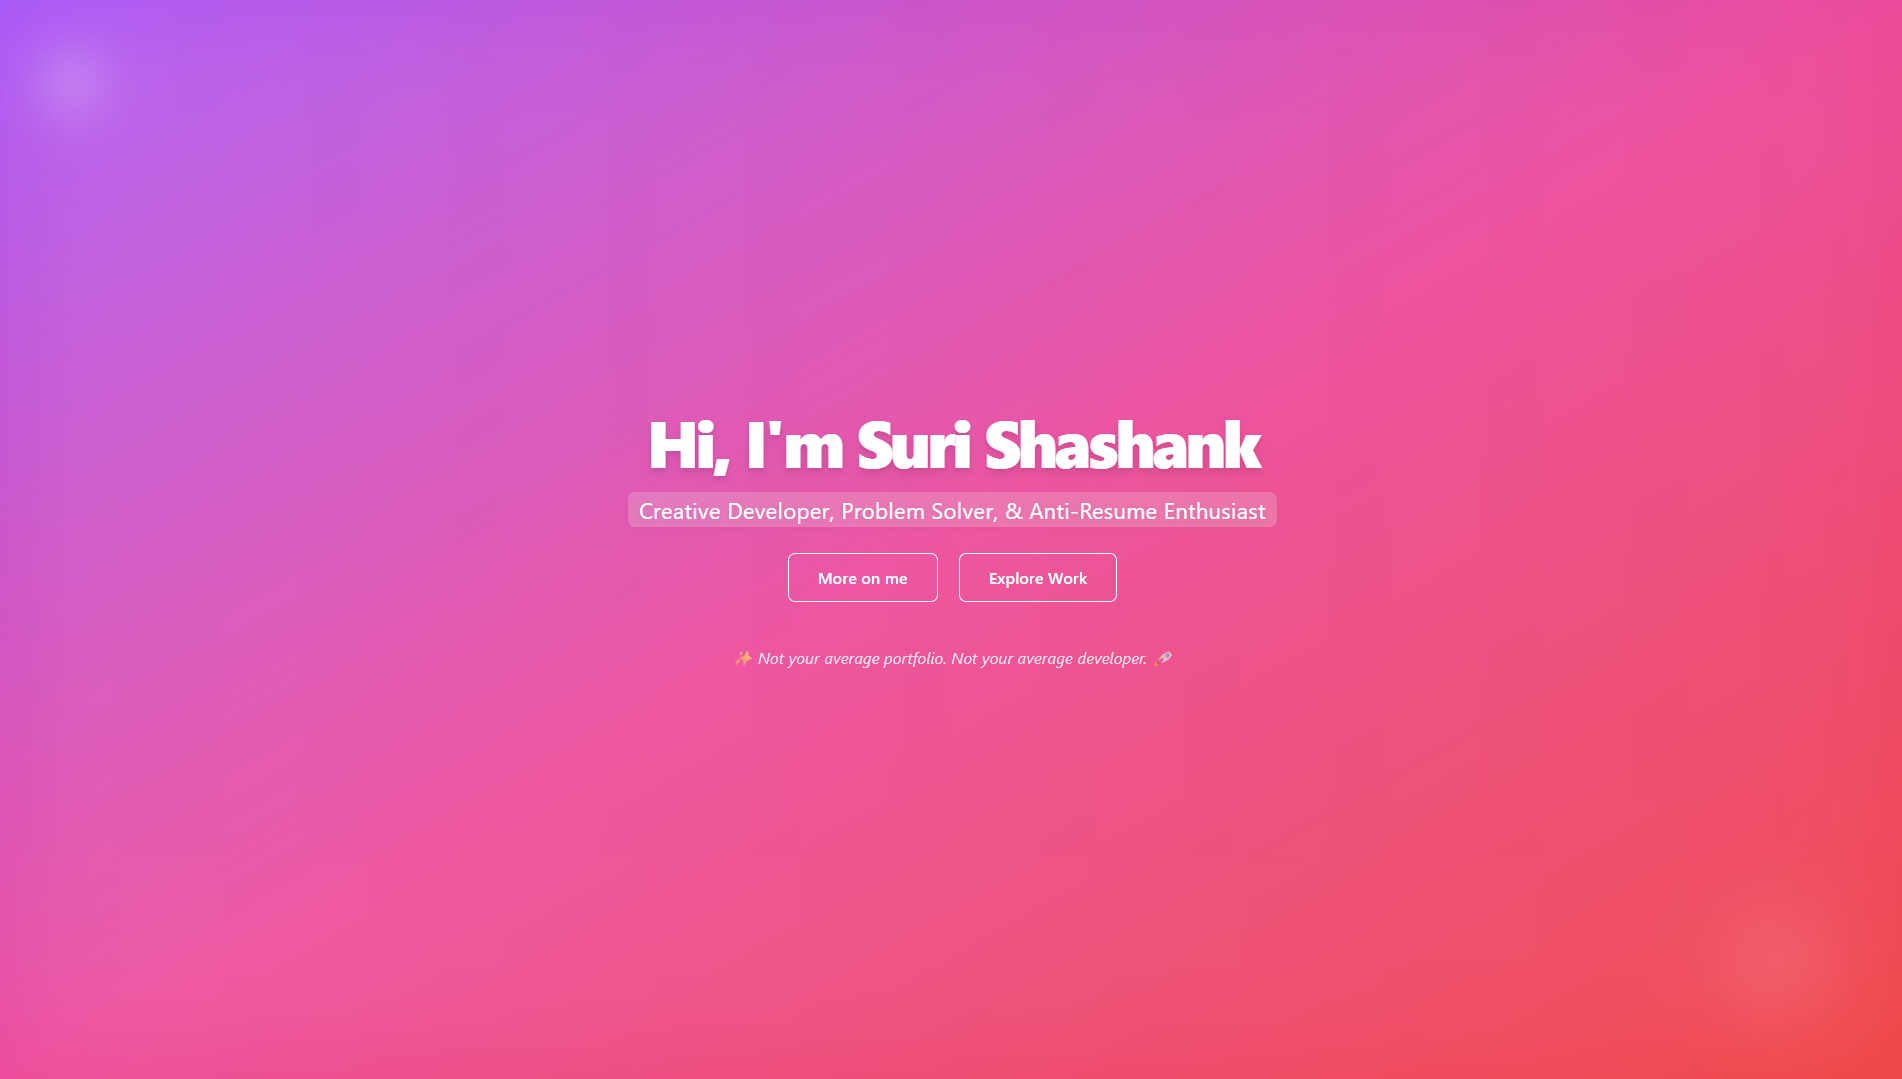 Hi, I'm Suri Shashank
Creative Developer, Problem Solver, & Anti-Resume Enthusiast
More on me
Explore Work
✨ Not your average portfolio. Not your average developer. 🚀